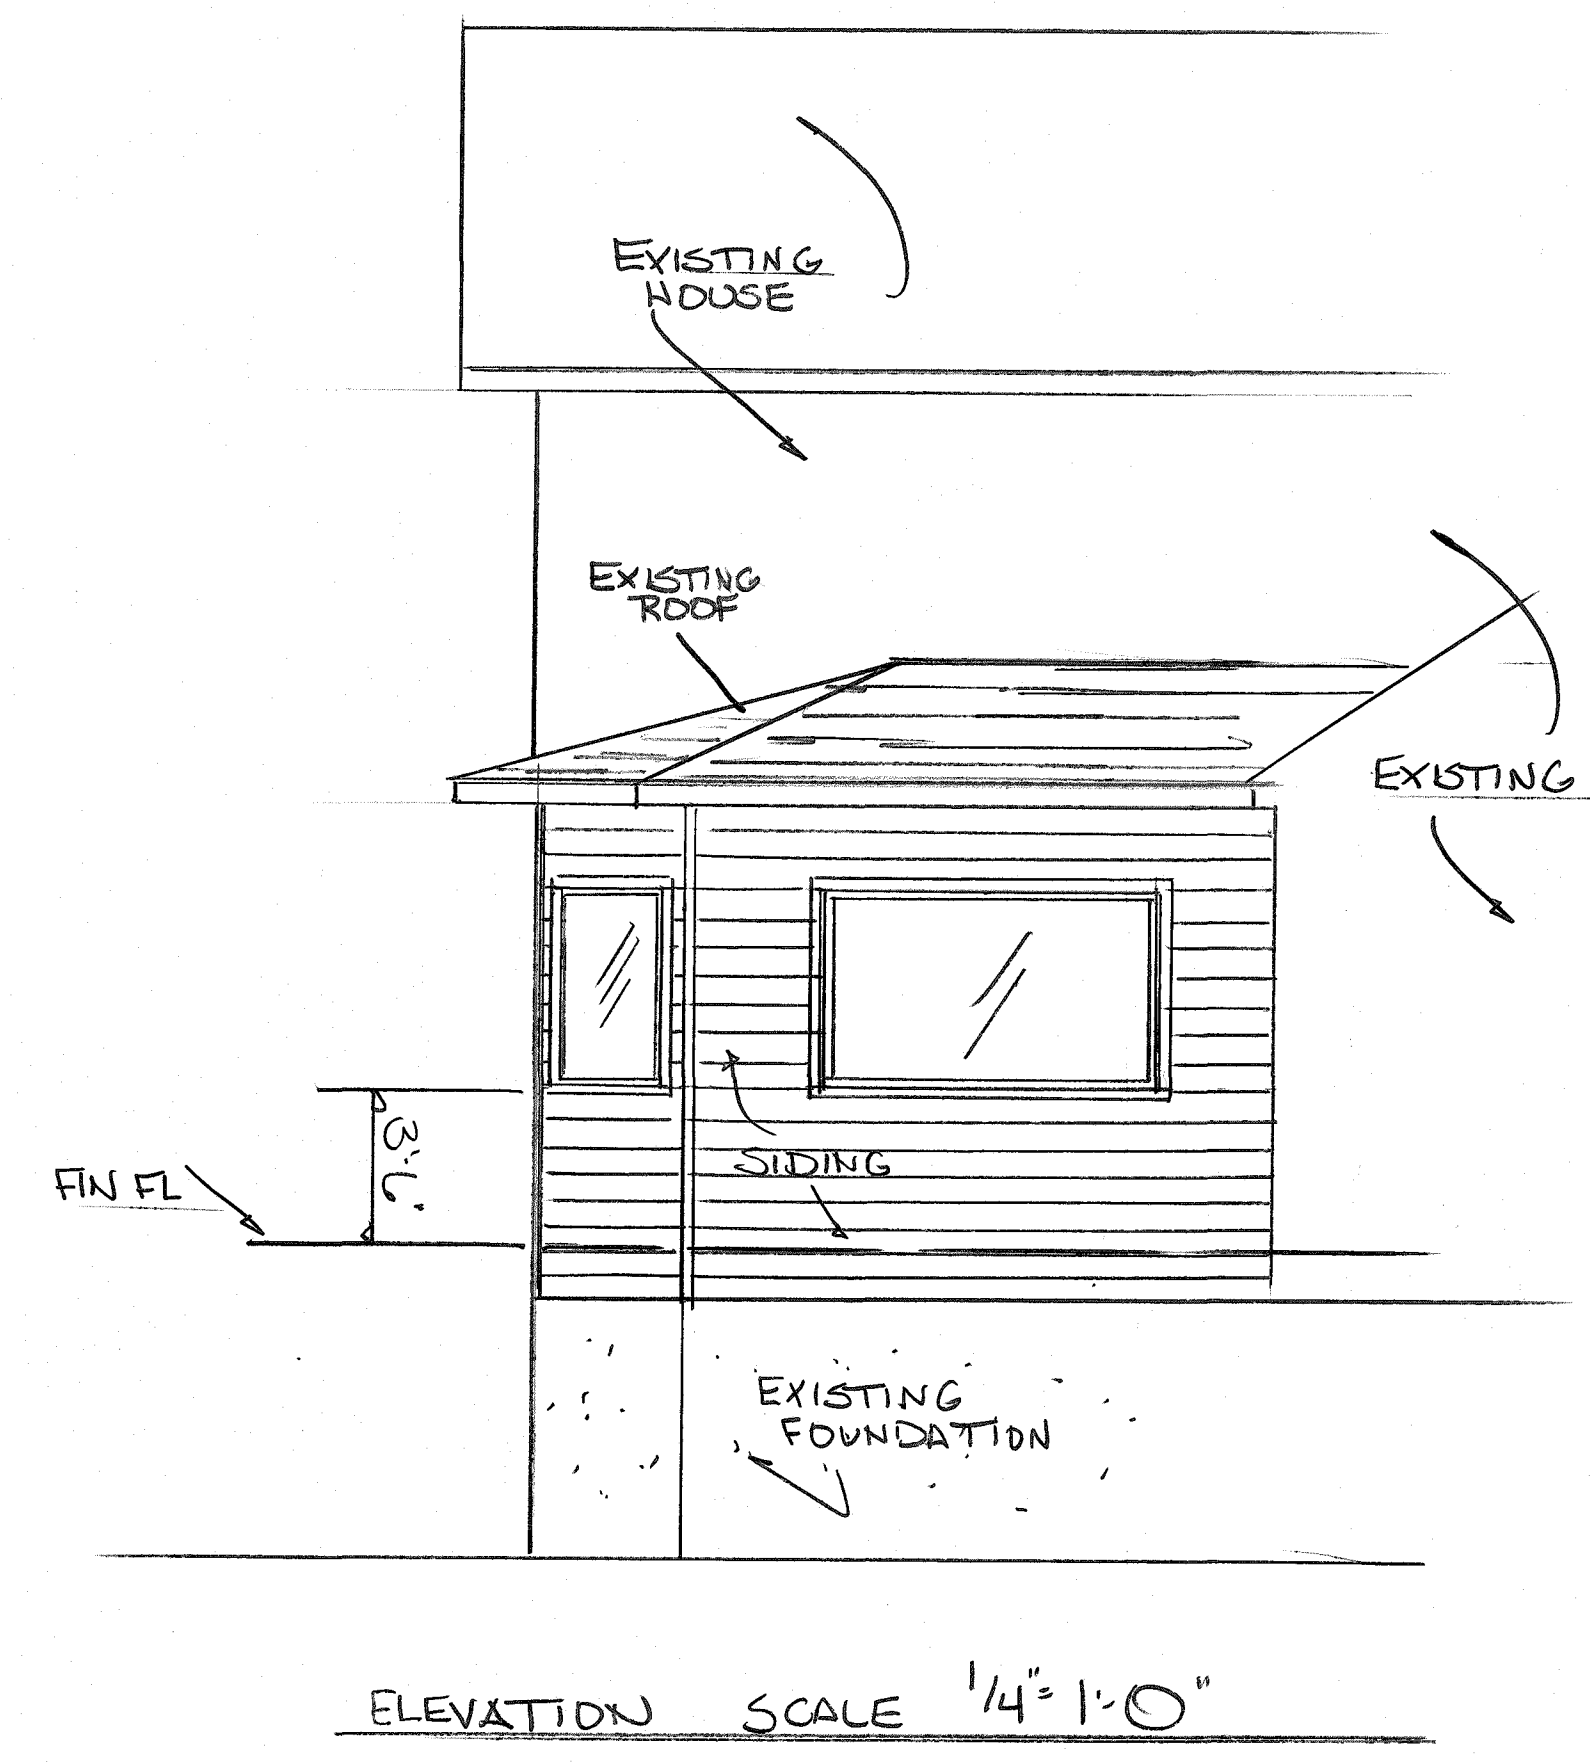 EXISTING
HOUSE
EXISTING
ROOF
EXISTING
3'-6"
FIN FL
SIDING
EXISTING
FOUNDATION
ELEVATION SCALE 1/4"= 1'-0"